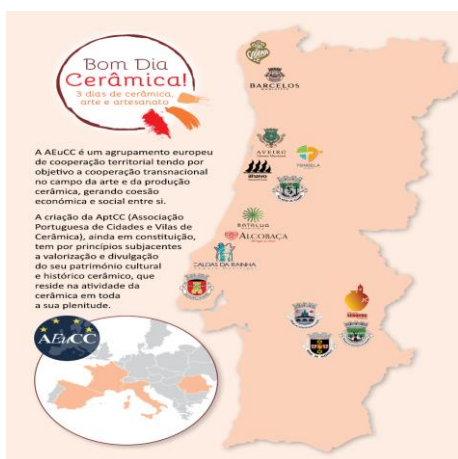 Bom Dia
Cerâmica!
3 dias de cerâmica,
arte e artesanato
A AEuCC é um agrupamento europeu
de cooperação territorial tendo por
objetivo a cooperação transnacional
no campo da arte e da produção
cerâmica, gerando coesão
económica e social entre si.
A criação da AptCC (Associação
Portuguesa de Cidades e Vilas de
Cerâmica), ainda em constituição,
tem por princípios subjacentes
a valorização e divulgação
do seu património cultural
e histórico cerâmico, que
reside na atividade da
cerâmica em toda
a sua plenitude.
AEuCC
BARCELOS
AVEIRO
ílhavo
TONDELA
BATALHA
ALCOBAÇA
CALDAS DA RAINHA